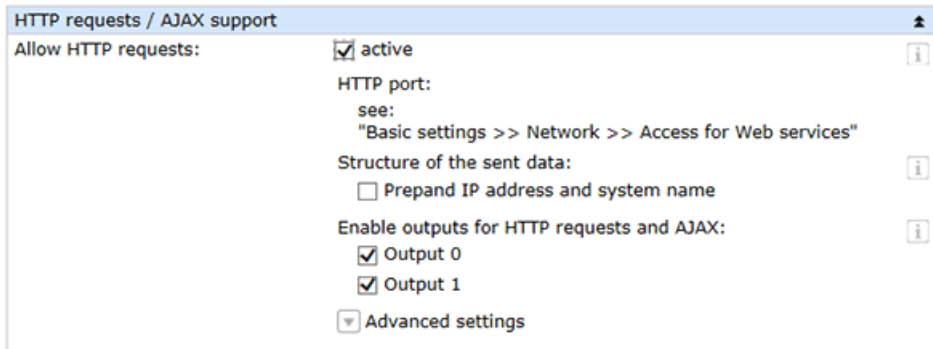 HTTP requests / AJAX support
Allow HTTP requests: active
HTTP port:
see:
"Basic settings >> Network >> Access for Web services"
Structure of the sent data:
Prepand IP address and system name
Enable outputs for HTTP requests and AJAX:
Output 0
Output 1
Advanced settings